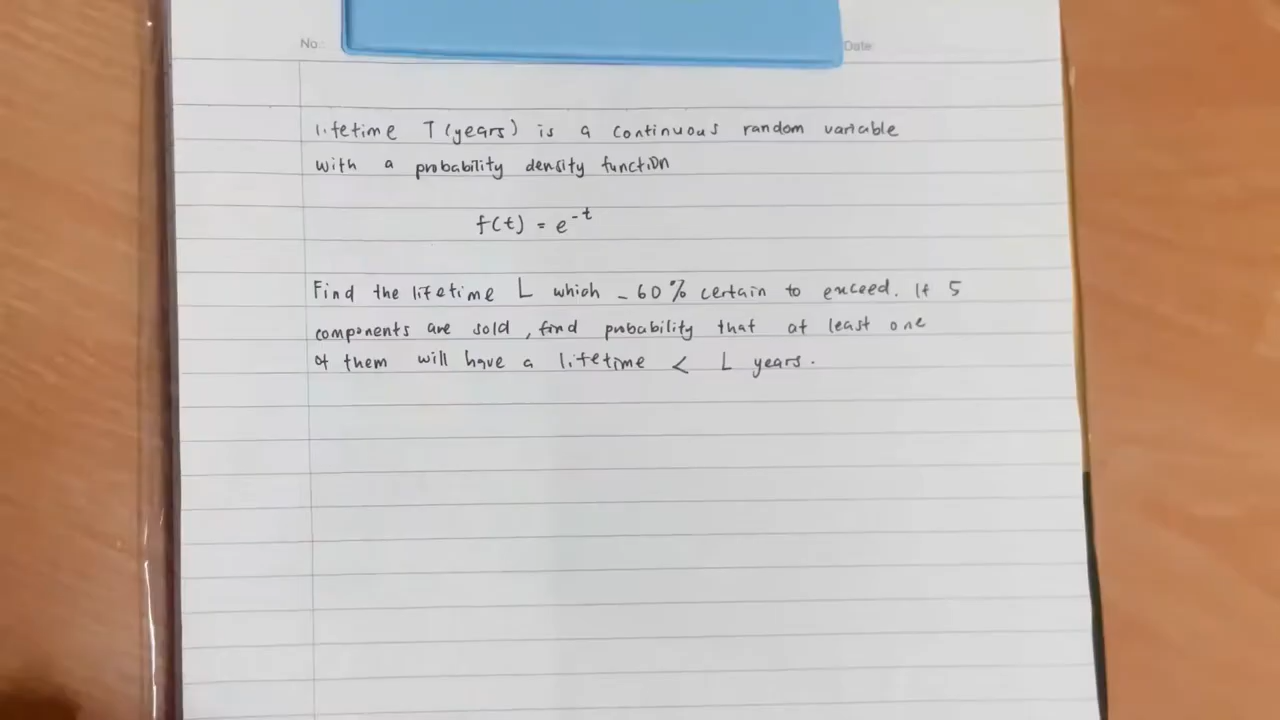 No.:
Date:
lifetime T (years) is a continuous random variable
with a probability density function
f(t) = e^-t
Find the lifetime L which - 60% certain to exceed. If 5
components are sold, find probability that at least one
of them will have a lifetime < L years.